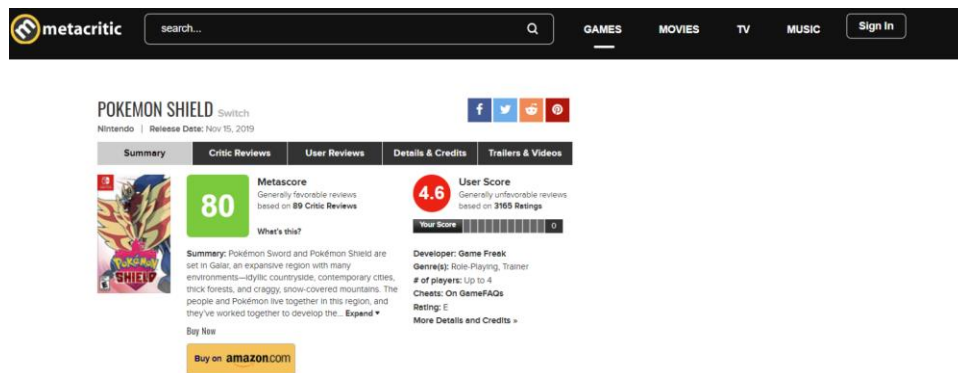 metacritic
search...
GAMES
MOVIES
TV
MUSIC
Sign In
POKEMON SHIELD Switch
Nintendo | Release Date: Nov 15, 2019
Summary
Critic Reviews
User Reviews
Details & Credits
Trailers & Videos
POKéMON
SHIELD
80
Metascore
Generally favorable reviews
based on 89 Critic Reviews
What's this?
4.6
User Score
Generally unfavorable reviews
based on 3165 Ratings
Your Score
0
Summary: Pokémon Sword and Pokémon Shield are
set in Galar, an expansive region with many
environments—idyllic countryside, contemporary cities,
thick forests, and craggy, snow-covered mountains. The
people and Pokémon live together in this region, and
they've worked together to develop the... Expand ▾
Buy Now
Buy on amazon.com
Developer: Game Freak
Genre(s): Role-Playing, Trainer
# of players: Up to 4
Cheats: On GameFAQs
Rating: E
More Details and Credits »